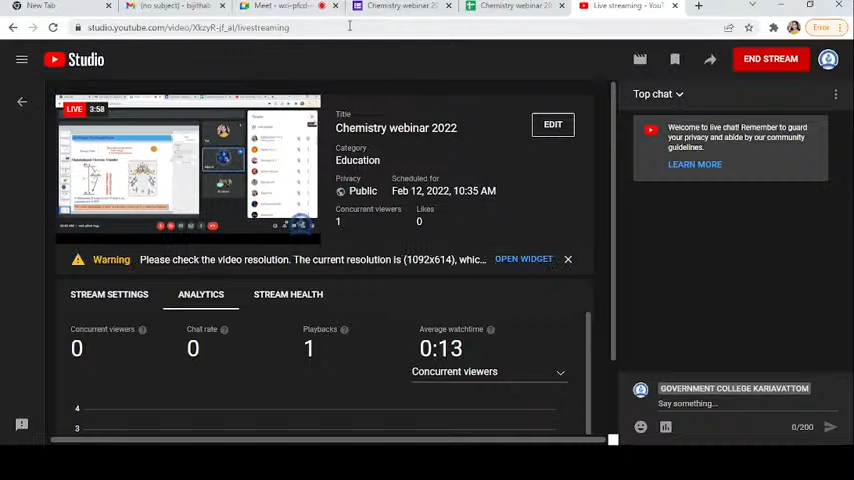 New Tab
(no subject) - bijithab
Meet – wci-pfcd-
Chemistry webinar 20
Chemistry webinar 20
Live streaming - YouT
studio.youtube.com/video/XkzyR-jf_aI/livestreaming
Error
Studio
END STREAM
LIVE 3:58
Title
Chemistry webinar 2022
EDIT
Category
Education
Privacy
Public
Scheduled for
Feb 12, 2022, 10:35 AM
Concurrent viewers
1
Likes
0
Warning Please check the video resolution. The current resolution is (1092x614), whic... OPEN WIDGET
STREAM SETTINGS
ANALYTICS
STREAM HEALTH
Concurrent viewers
0
Chat rate
0
Playbacks
1
Average watchtime
0:13
Concurrent viewers
4
3
Top chat
Welcome to live chat! Remember to guard
your privacy and abide by our community
guidelines.
LEARN MORE
GOVERNMENT COLLEGE KARIAVATTOM
Say something...
0/200